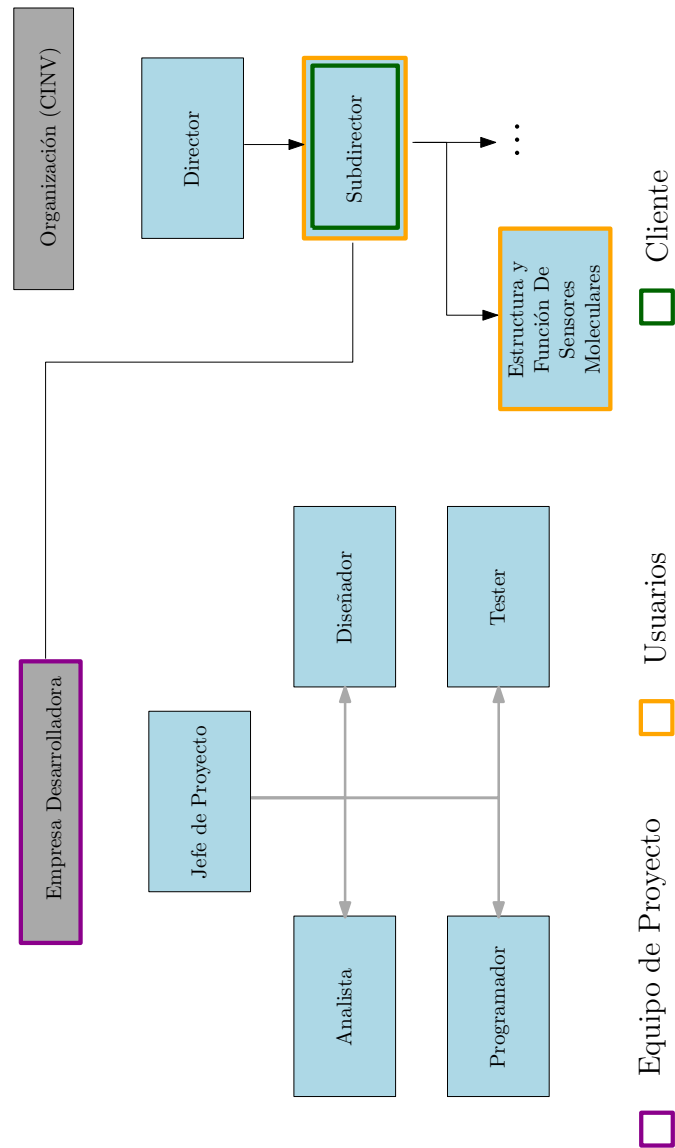 Empresa Desarrolladora
Organización (CINV)
Jefe de Proyecto
Director
Analista
Diseñador
Subdirector
Programador
Tester
Estructura y
Función De
Sensores
Moleculares
...
Equipo de Proyecto
Usuarios
Cliente